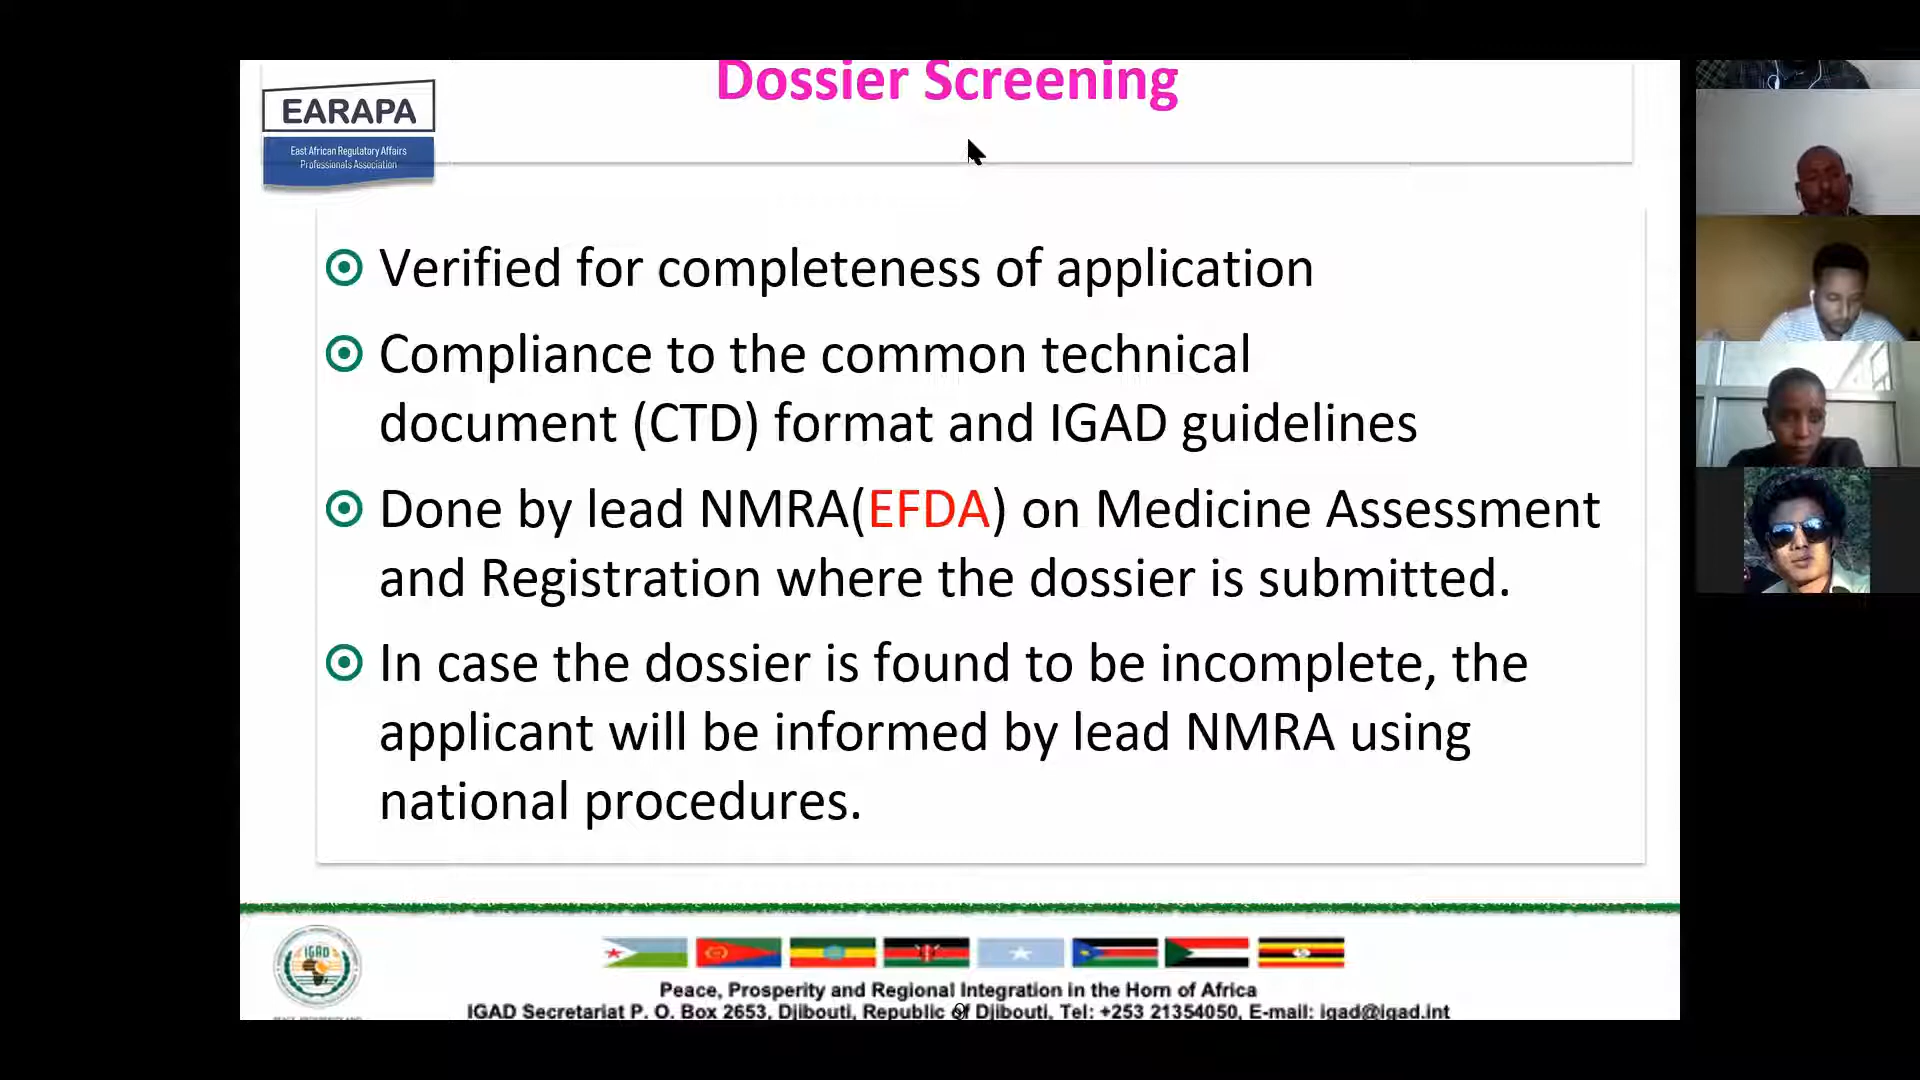 Dossier Screening
EARAPA
East African Regulatory Affairs
Professionals Association
Verified for completeness of application
Compliance to the common technical
document (CTD) format and IGAD guidelines
Done by lead NMRA(EFDA) on Medicine Assessment
and Registration where the dossier is submitted.
In case the dossier is found to be incomplete, the
applicant will be informed by lead NMRA using
national procedures.
IGAD
Peace, Prosperity and Regional Integration in the Horn of Africa
IGAD Secretariat P. O. Box 2653, Djibouti, Republic of Djibouti, Tel: +253 21354050, E-mail: igad@igad.int
9